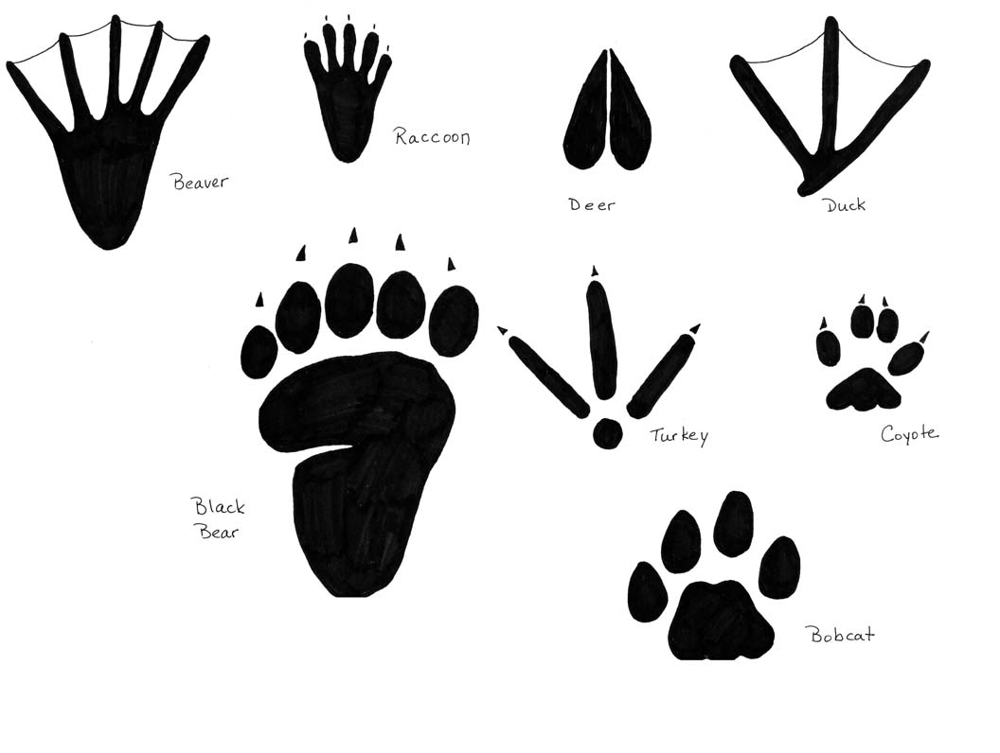 Beaver
Raccoon
Deer
Duck
Black
Bear
Turkey
Coyote
Bobcat